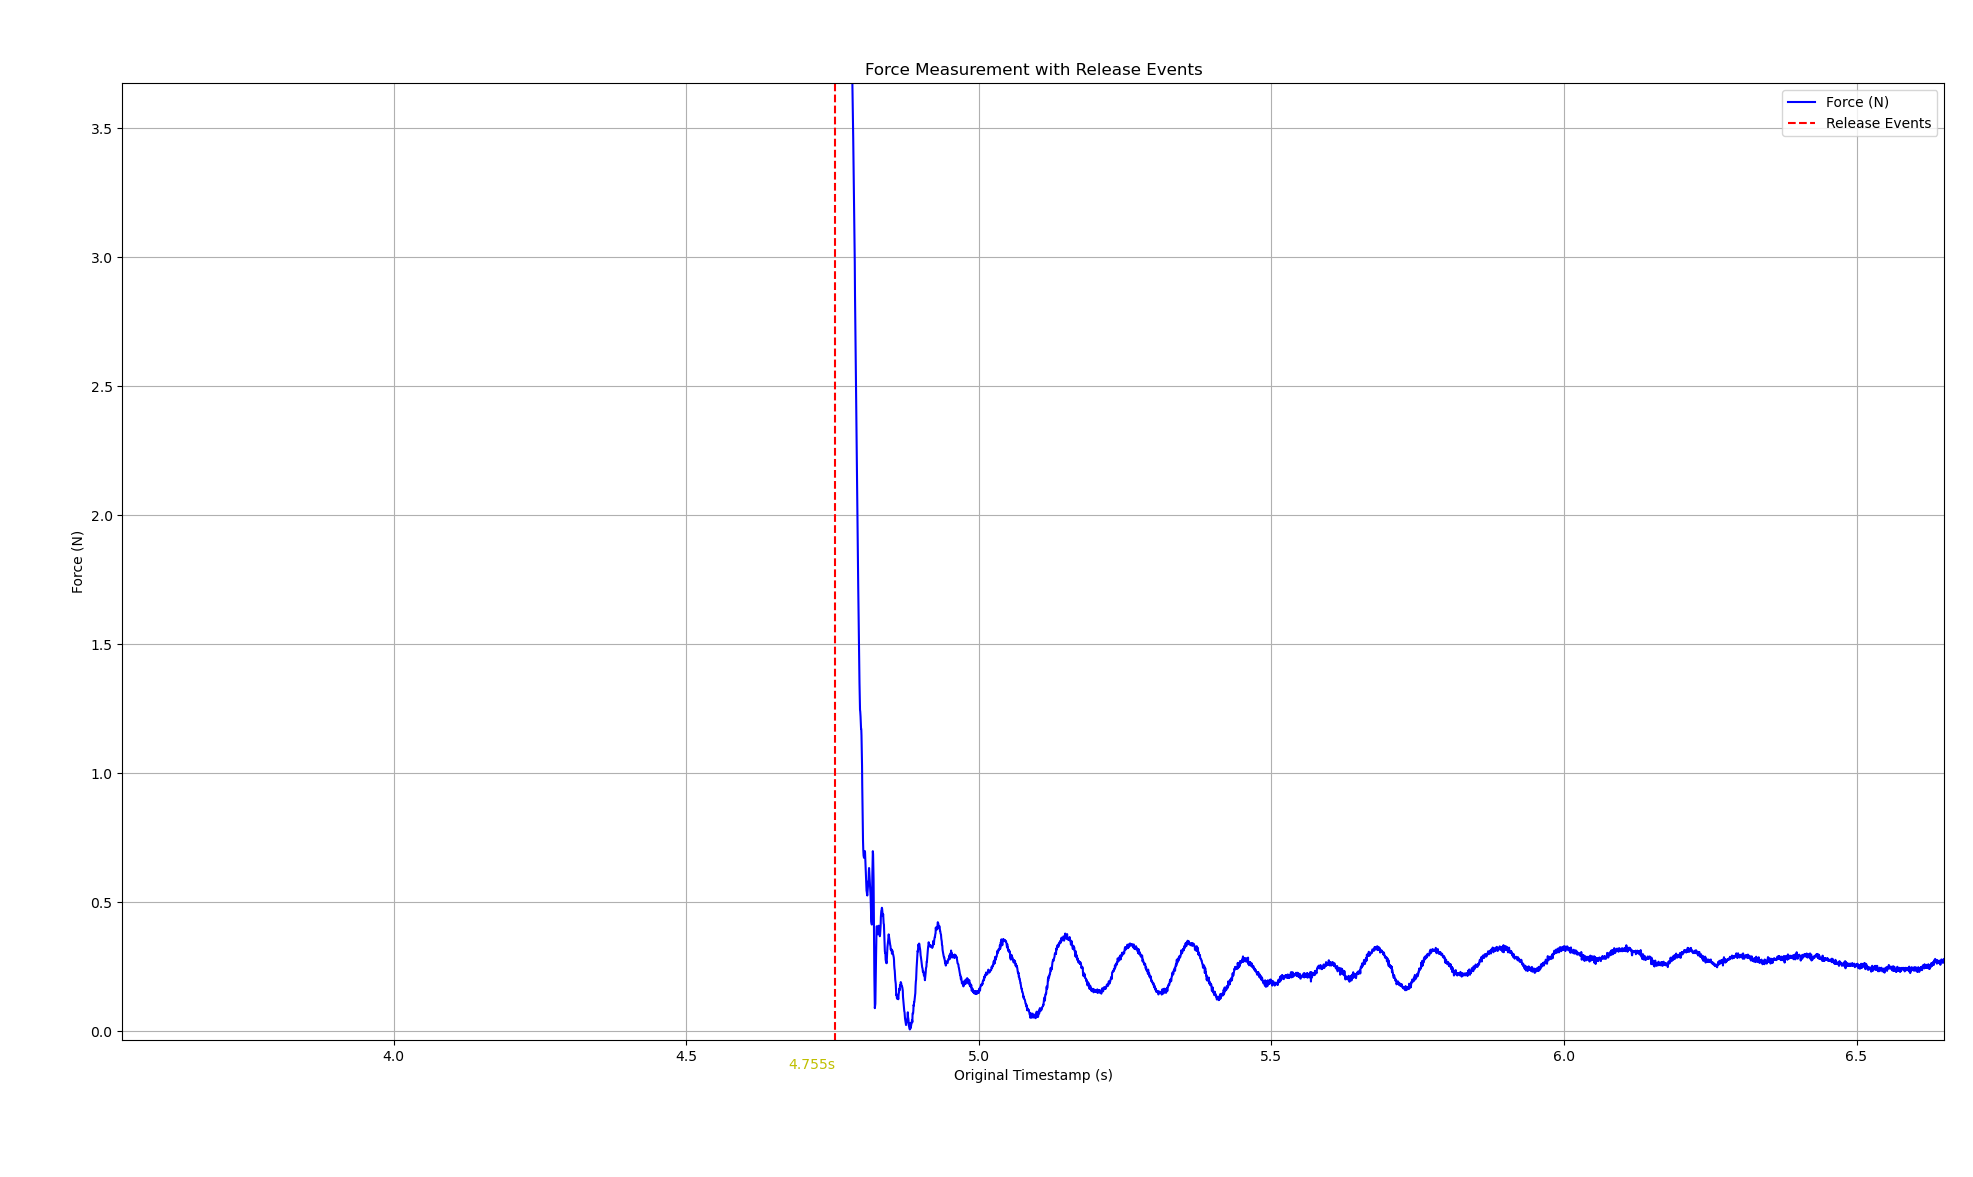 Force Measurement with Release Events
Force (N)
Release Events
3.5
3.0
2.5
2.0
1.5
1.0
0.5
0.0
Force (N)
4.0
4.5
5.0
5.5
6.0
6.5
4.755s
Original Timestamp (s)